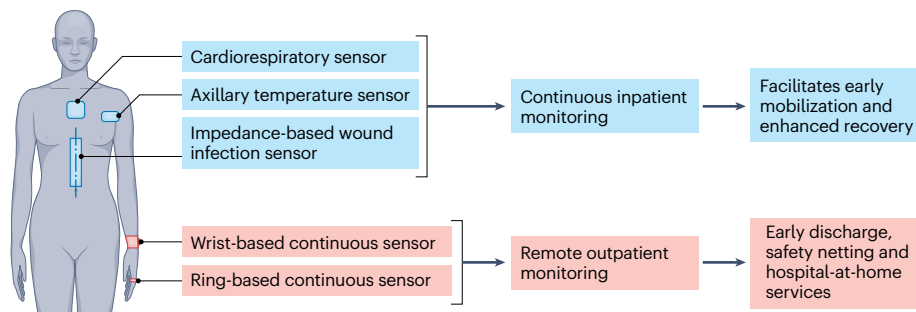 Cardiorespiratory sensor
Axillary temperature sensor
Impedance-based wound
infection sensor
Continuous inpatient
monitoring
Facilitates early
mobilization and
enhanced recovery
Wrist-based continuous sensor
Ring-based continuous sensor
Remote outpatient
monitoring
Early discharge,
safety netting and
hospital-at-home
services